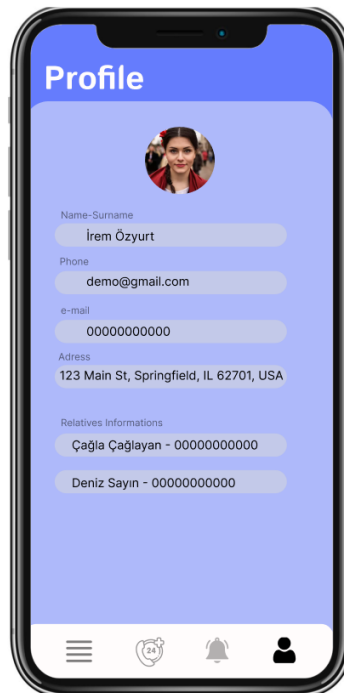 Profile
Name-Surname
İrem Özyurt
Phone
demo@gmail.com
e-mail
00000000000
Adress
123 Main St, Springfield, IL 62701, USA
Relatives Informations
Çağla Çağlayan - 00000000000
Deniz Sayın - 00000000000
24